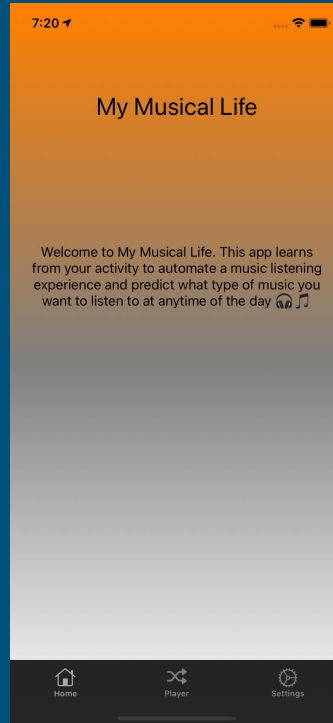 7:20
My Musical Life
Welcome to My Musical Life. This app learns
from your activity to automate a music listening
experience and predict what type of music you
want to listen to at anytime of the day 🎧🎵
Home
Player
Settings